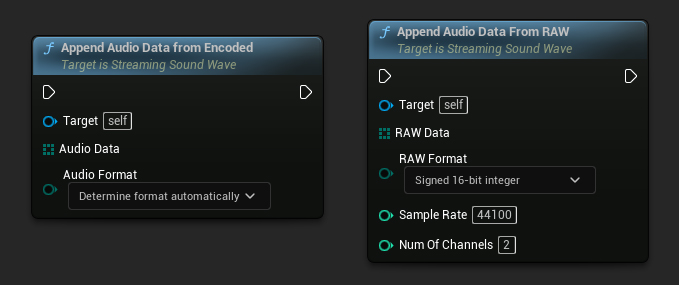 f Append Audio Data from Encoded
Target is Streaming Sound Wave
Target self
Audio Data
Audio Format
Determine format automatically
f Append Audio Data From RAW
Target is Streaming Sound Wave
Target self
RAW Data
RAW Format
Signed 16-bit integer
Sample Rate 44100
Num Of Channels 2